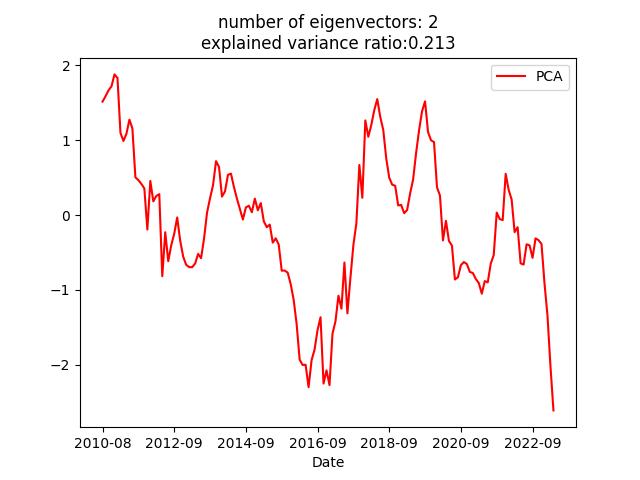 number of eigenvectors: 2
explained variance ratio:0.213
PCA
2
1
0
−1
−2
2010-08 2012-09 2014-09 2016-09 2018-09 2020-09 2022-09
Date